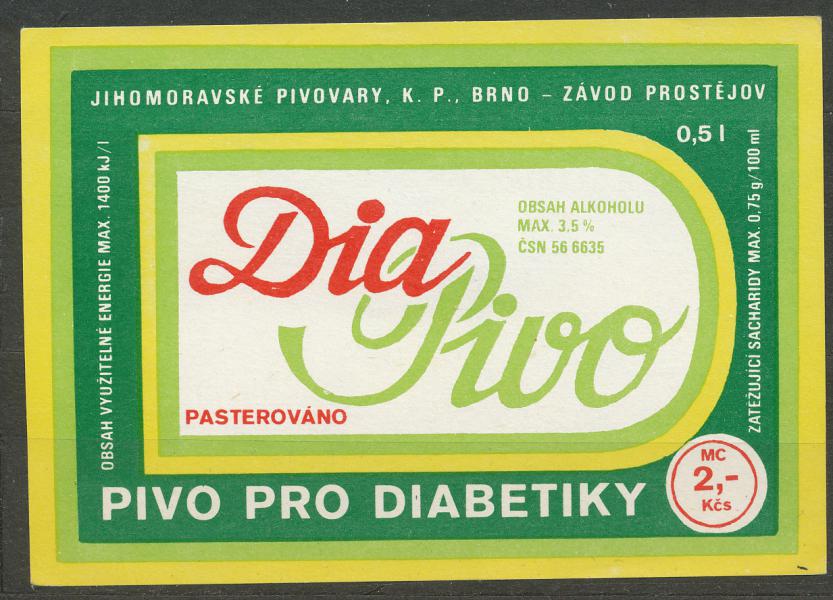 JIHOMORAVSKÉ PIVOVARY, K. P., BRNO – ZÁVOD PROSTĚJOV
0,5 l
OBSAH VYUŽITELNÉ ENERGIE MAX. 1400 kJ/l
Dia
Pivo
OBSAH ALKOHOLU
MAX. 3.5 %
ČSN 56 6635
ZATĚŽUJÍCÍ SACHARIDY MAX. 0,75 g/100 ml
PASTEROVÁNO
PIVO PRO DIABETIKY
MC
2,-
Kčs